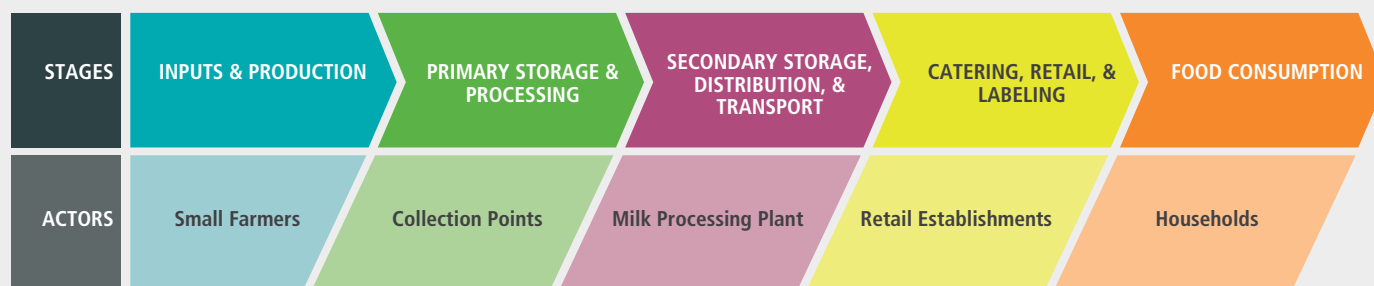 STAGES
INPUTS & PRODUCTION
PRIMARY STORAGE &
PROCESSING
SECONDARY STORAGE,
DISTRIBUTION, &
TRANSPORT
CATERING, RETAIL, &
LABELING
FOOD CONSUMPTION
ACTORS
Small Farmers
Collection Points
Milk Processing Plant
Retail Establishments
Households